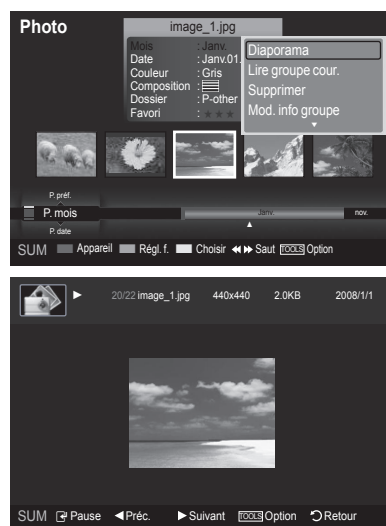 Photo
image_1.jpg
Mois : Janv.
Date : Janv.01.
Couleur : Gris
Composition :
Dossier : P-other
Favori : ★★★
Diaporama
Lire groupe cour.
Supprimer
Mod. info groupe
P. préf.
P. mois
P. date
Janv.
nov.
SUM Appareil Régl. f. Choisir Saut TOOLS Option
20/22 image_1.jpg 440x440 2.0KB 2008/1/1
SUM Pause Préc. Suivant TOOLS Option Retour